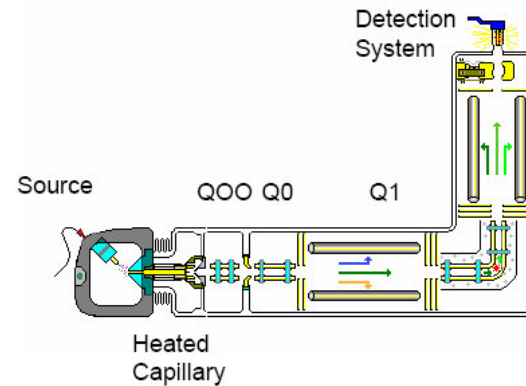 Detection
System
Source
QOO Q0
Q1
Heated
Capillary